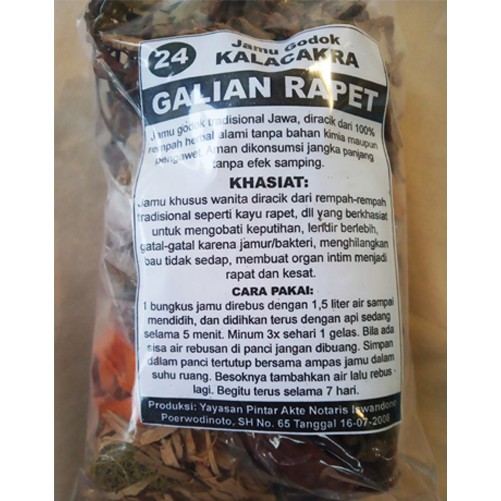 24
Jamu Godok
KALACAKRA
GALIAN RAPET
Jamu godok tradisional Jawa, diracik dari 100%
rempah herbal alami tanpa bahan kimia maupun
pengawet. Aman dikonsumsi jangka panjang
tanpa efek samping.
KHASIAT:
Jamu khusus wanita diracik dari rempah-rempah
tradisional seperti kayu rapet, dll yang berkhasiat
untuk mengobati keputihan, lendir berlebih,
gatal-gatal karena jamur/bakteri, menghilangkan
bau tidak sedap, membuat organ intim menjadi
rapat dan kesat.
CARA PAKAI:
1 bungkus jamu direbus dengan 1,5 liter air sampai
mendidih, dan didihkan terus dengan api sedang
selama 5 menit. Minum 3x sehari 1 gelas. Bila ada
sisa air rebusan di panci jangan dibuang. Simpan
dalam panci tertutup bersama ampas jamu dalam
suhu ruang. Besoknya tambahkan air lalu rebus
lagi. Begitu terus selama 7 hari.
Produksi: Yayasan Pintar Akte Notaris Iswandono
Poerwodinoto, SH No. 65 Tanggal 16-07-2008